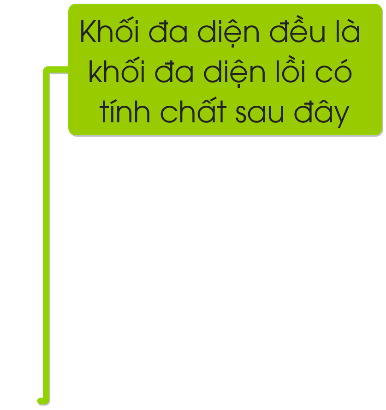 Khối đa diện đều là
khối đa diện lồi có
tính chất sau đây